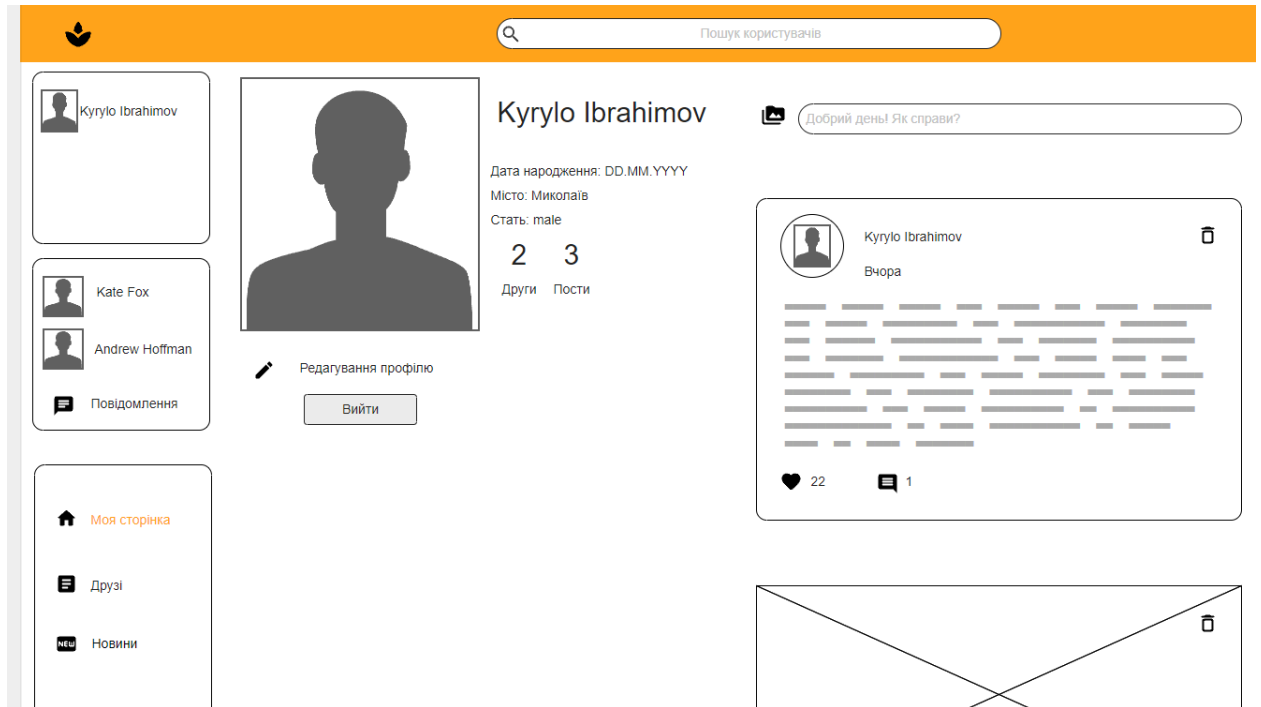 Пошук користувачів
Kyrylo Ibrahimov
Kate Fox
Andrew Hoffman
Повідомлення
Моя сторінка
Друзі
NEW Новини
Kyrylo Ibrahimov
Дата народження: DD.MM.YYYY
Місто: Миколаїв
Стать: male
2 3
Други Пости
Редагування профілю
Вийти
Добрий день! Як справи?
Kyrylo Ibrahimov
Вчора
22 1